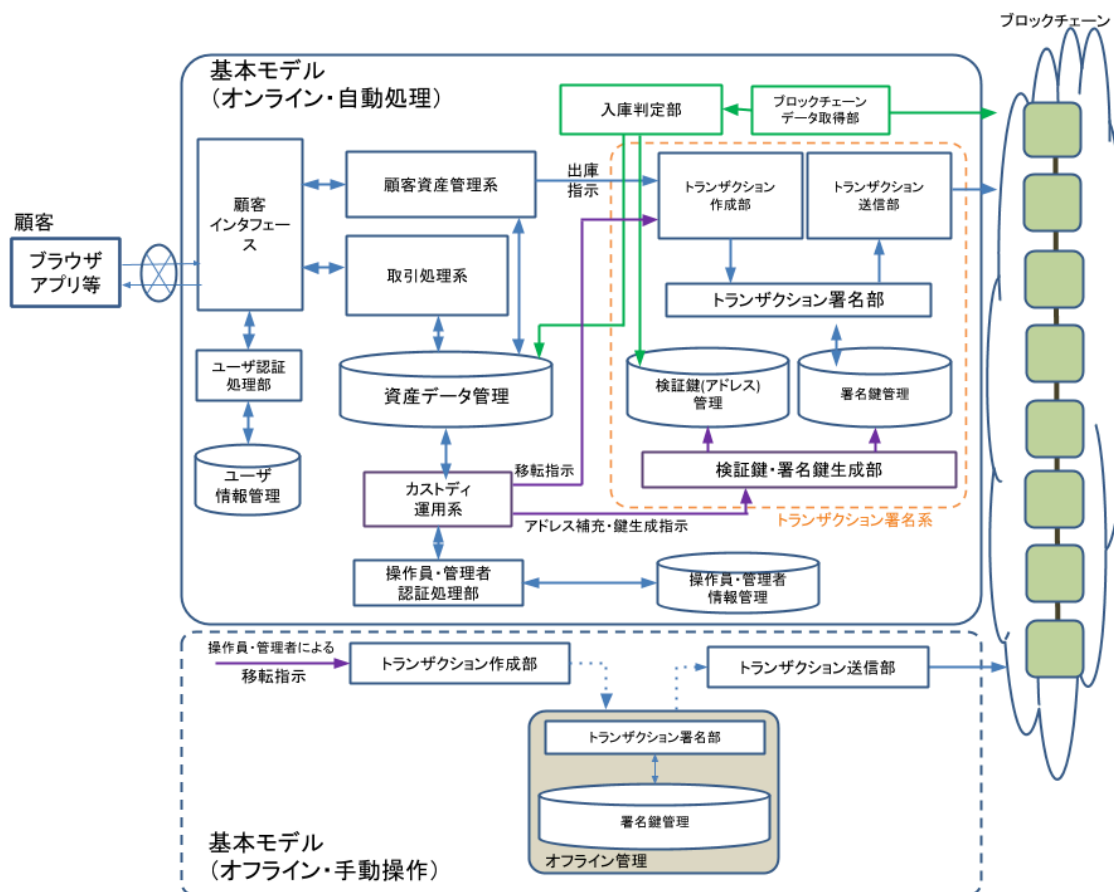 ブロックチェーン
基本モデル
（オンライン・自動処理）
入庫判定部
ブロックチェーン
データ取得部
顧客
インタフェー
ス
顧客資産管理系
出庫
指示
トランザクション
作成部
トランザクション
送信部
顧客
ブラウザ
アプリ等
取引処理系
トランザクション署名部
ユーザ認証
処理部
資産データ管理
検証鍵(アドレス)
管理
署名鍵管理
ユーザ
情報管理
カストディ
運用系
移転指示
検証鍵・署名鍵生成部
アドレス補充・鍵生成指示
トランザクション署名系
操作員・管理者
認証処理部
操作員・管理者
情報管理
操作員・管理者による
移転指示
トランザクション作成部
トランザクション送信部
トランザクション署名部
署名鍵管理
オフライン管理
基本モデル
（オフライン・手動操作）